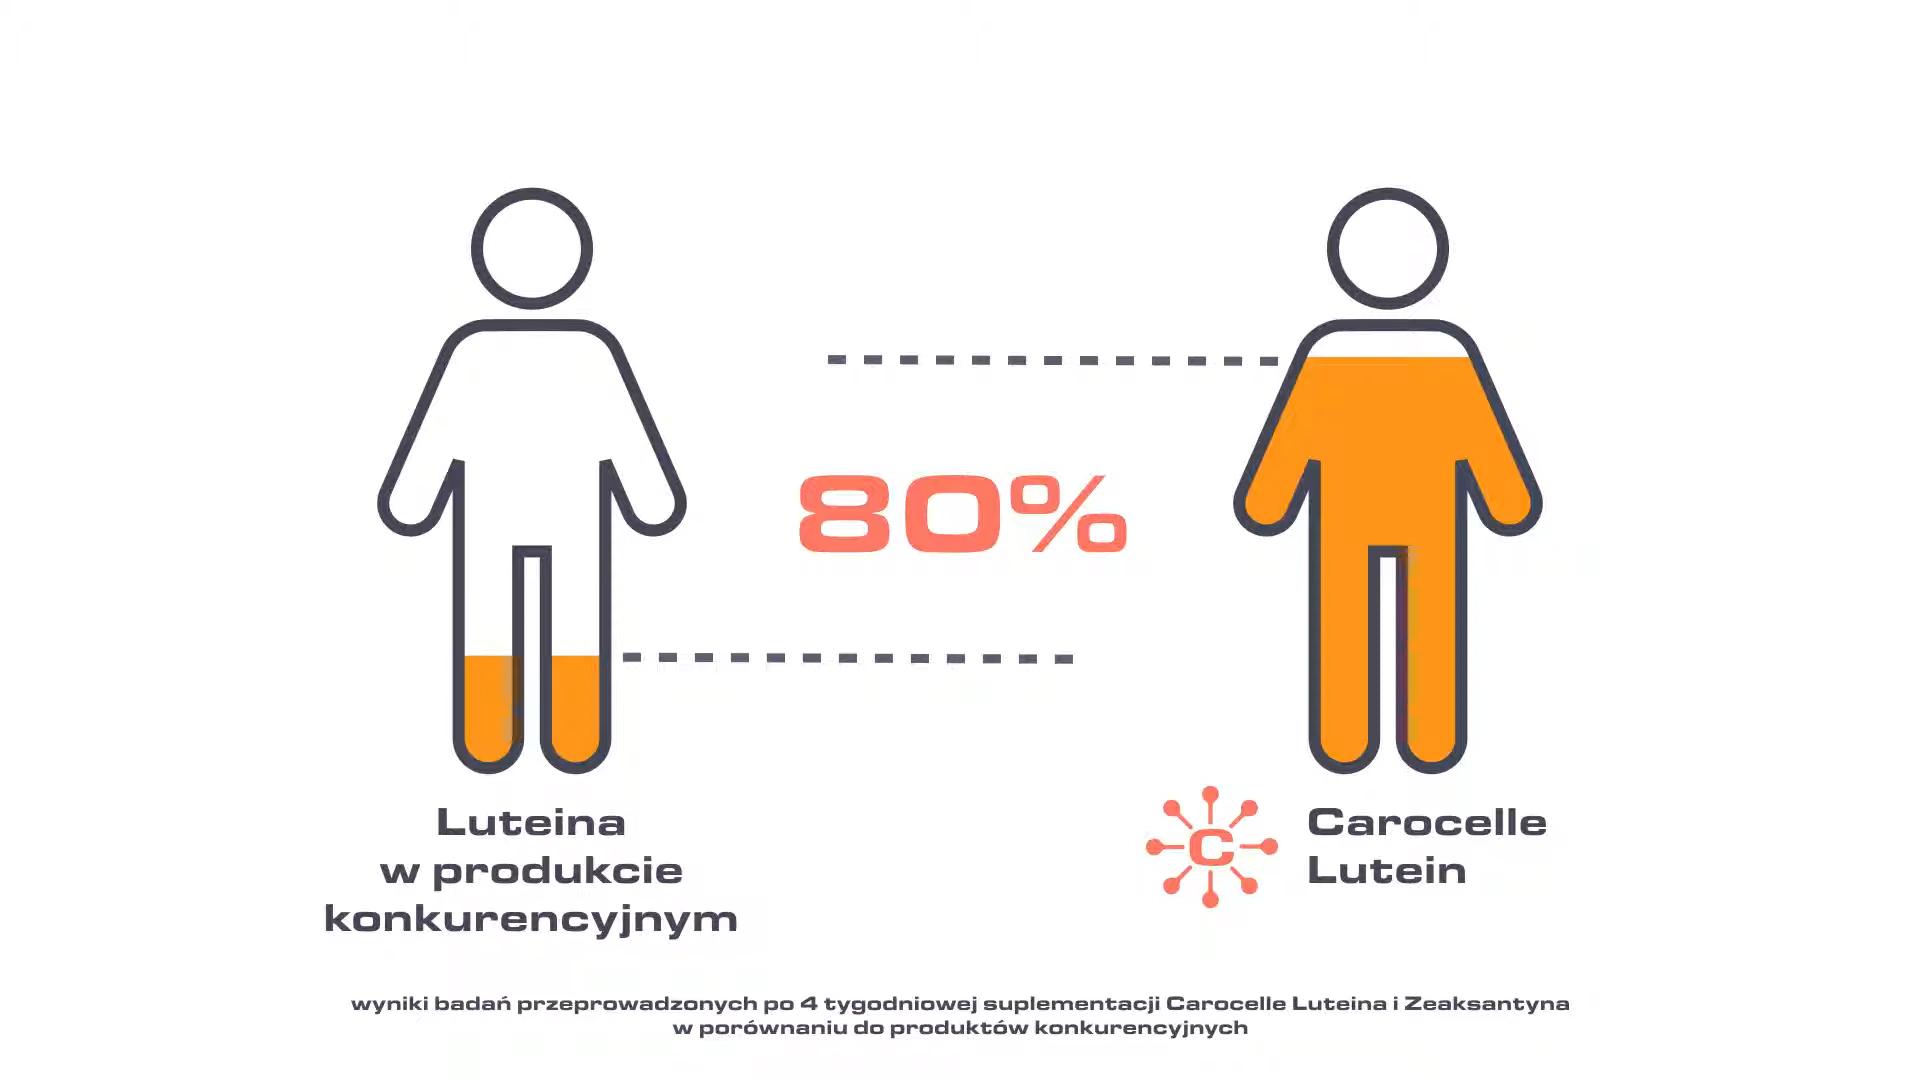 80%
Luteina
w produkcie
konkurencyjnym
C
Carocelle
Lutein
wyniki badań przeprowadzonych po 4 tygodniowej suplementacji Carocelle Luteina i Zeaksantyna
w porównaniu do produktów konkurencyjnych